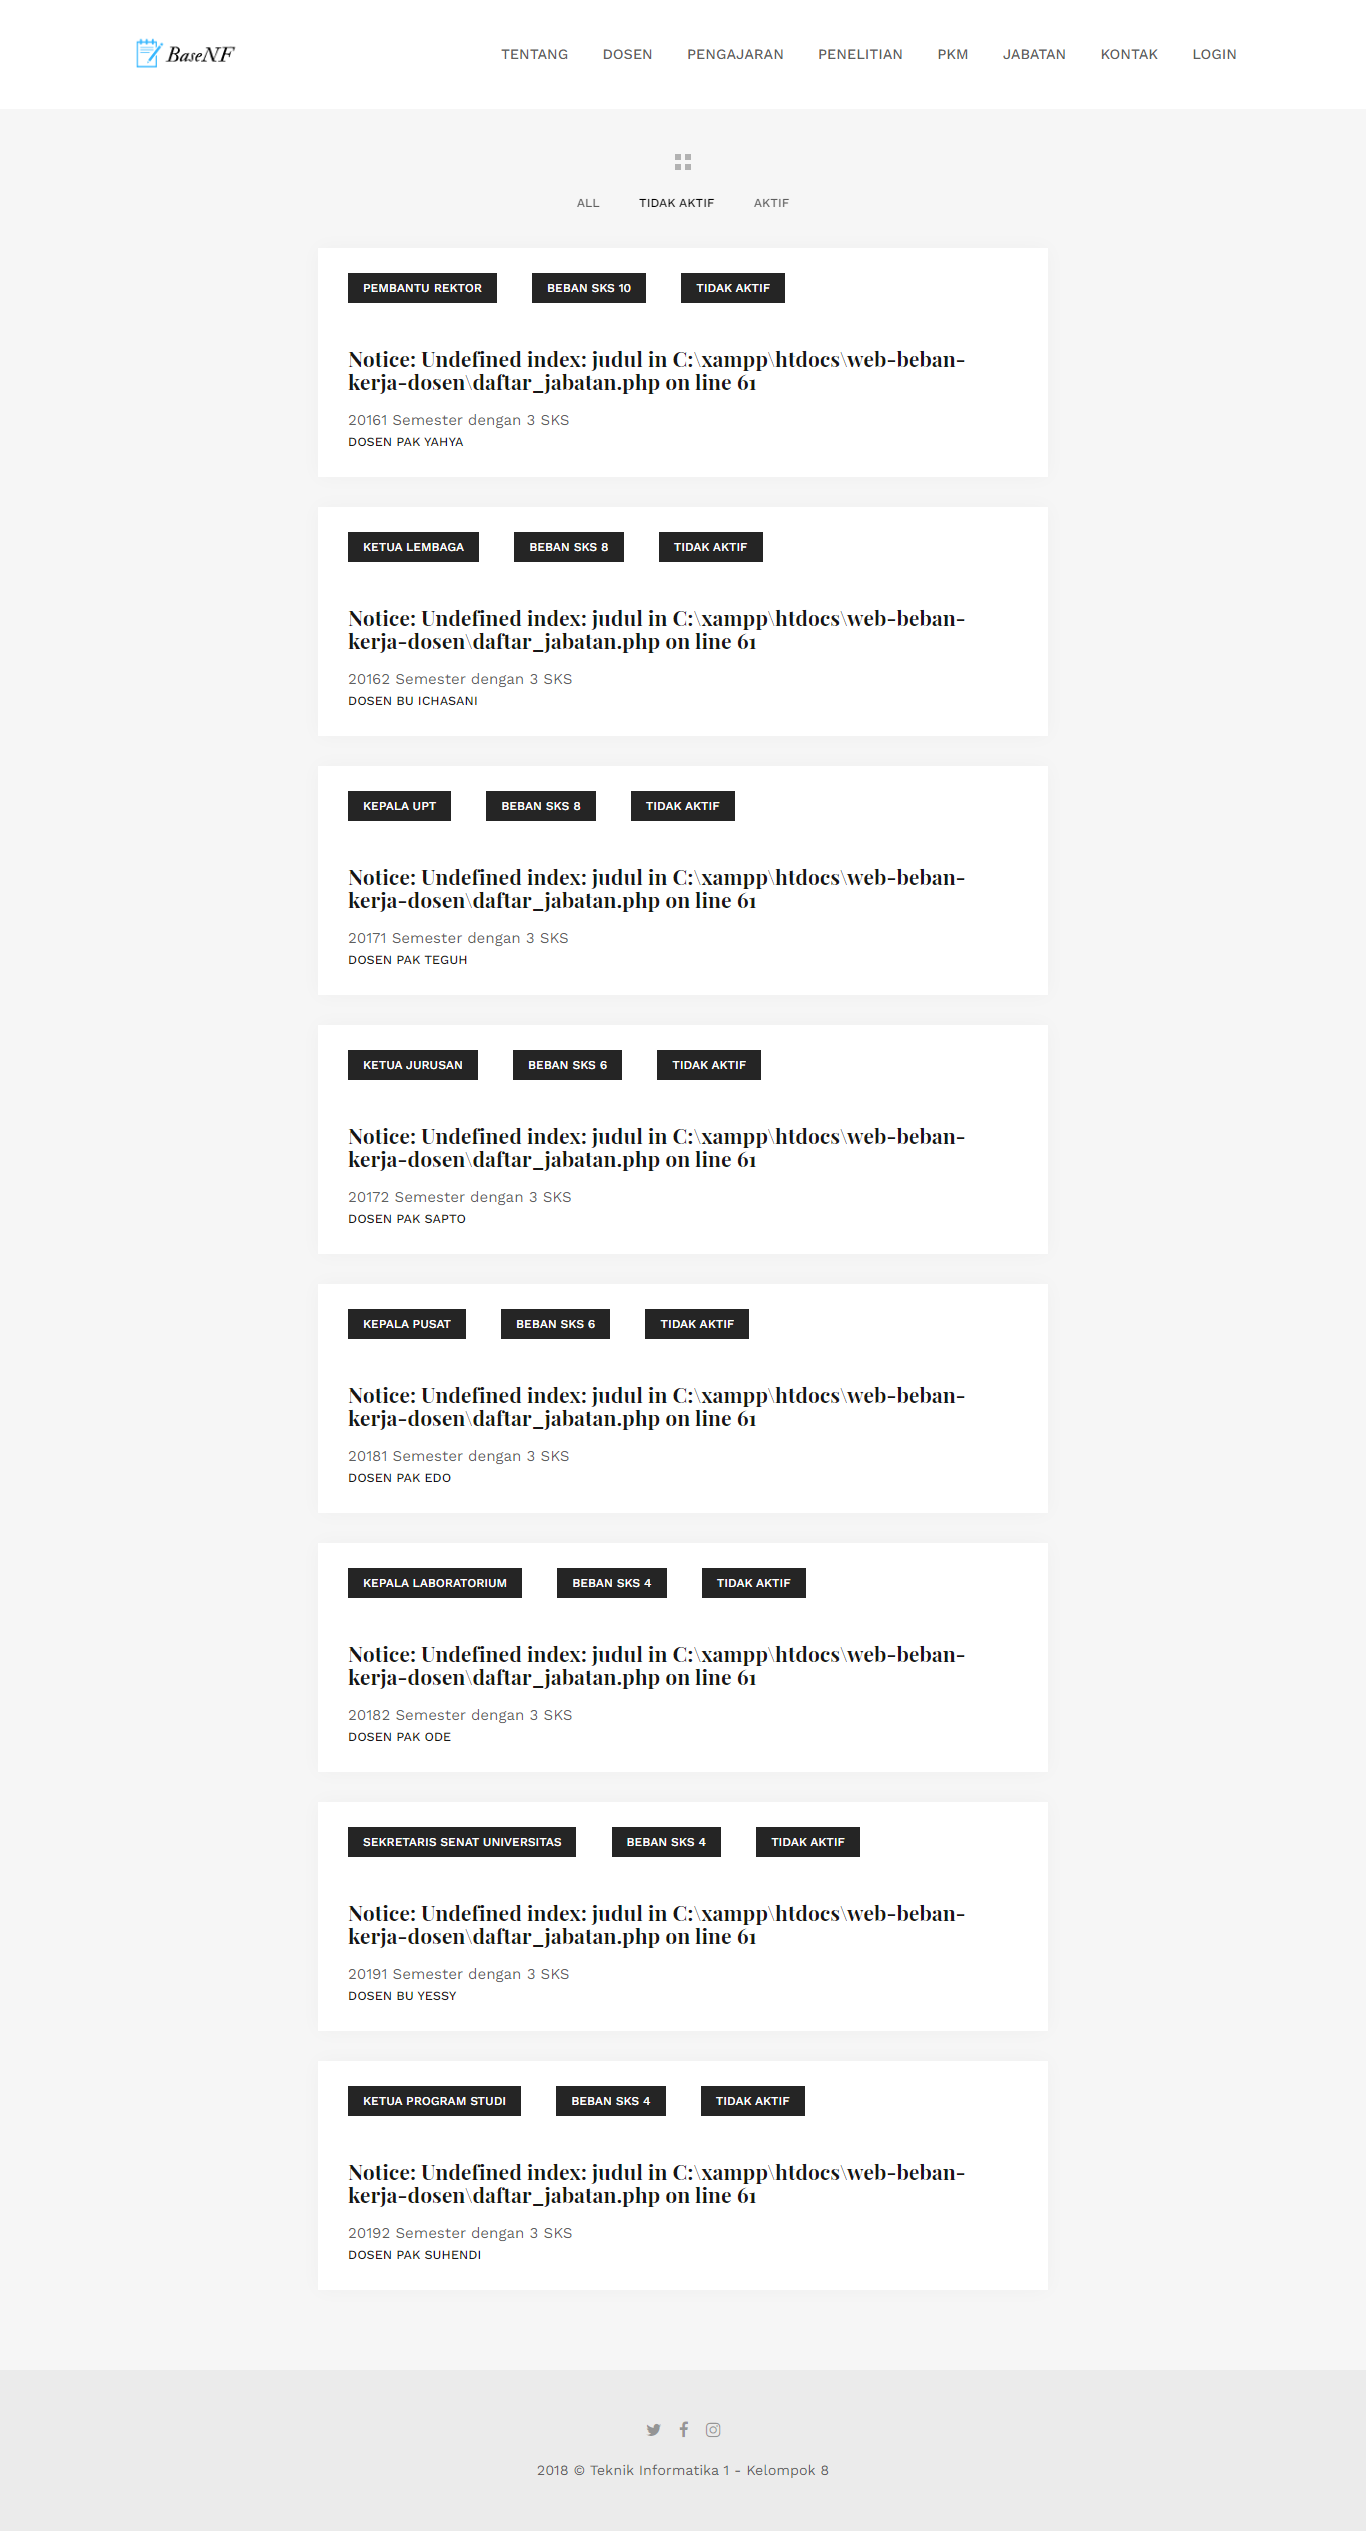 BaseNF
TENTANG DOSEN PENGAJARAN PENELITIAN PKM JABATAN KONTAK LOGIN
ALL TIDAK AKTIF AKTIF
PEMBANTU REKTOR BEBAN SKS 10 TIDAK AKTIF
Notice: Undefined index: judul in C:\xampp\htdocs\web-beban-
kerja-dosen\daftar_jabatan.php on line 61
20161 Semester dengan 3 SKS
DOSEN PAK YAHYA
KETUA LEMBAGA BEBAN SKS 8 TIDAK AKTIF
Notice: Undefined index: judul in C:\xampp\htdocs\web-beban-
kerja-dosen\daftar_jabatan.php on line 61
20162 Semester dengan 3 SKS
DOSEN BU ICHASANI
KEPALA UPT BEBAN SKS 8 TIDAK AKTIF
Notice: Undefined index: judul in C:\xampp\htdocs\web-beban-
kerja-dosen\daftar_jabatan.php on line 61
20171 Semester dengan 3 SKS
DOSEN PAK TEGUH
KETUA JURUSAN BEBAN SKS 6 TIDAK AKTIF
Notice: Undefined index: judul in C:\xampp\htdocs\web-beban-
kerja-dosen\daftar_jabatan.php on line 61
20172 Semester dengan 3 SKS
DOSEN PAK SAPTO
KEPALA PUSAT BEBAN SKS 6 TIDAK AKTIF
Notice: Undefined index: judul in C:\xampp\htdocs\web-beban-
kerja-dosen\daftar_jabatan.php on line 61
20181 Semester dengan 3 SKS
DOSEN PAK EDO
KEPALA LABORATORIUM BEBAN SKS 4 TIDAK AKTIF
Notice: Undefined index: judul in C:\xampp\htdocs\web-beban-
kerja-dosen\daftar_jabatan.php on line 61
20182 Semester dengan 3 SKS
DOSEN PAK ODE
SEKRETARIS SENAT UNIVERSITAS BEBAN SKS 4 TIDAK AKTIF
Notice: Undefined index: judul in C:\xampp\htdocs\web-beban-
kerja-dosen\daftar_jabatan.php on line 61
20191 Semester dengan 3 SKS
DOSEN BU YESSY
KETUA PROGRAM STUDI BEBAN SKS 4 TIDAK AKTIF
Notice: Undefined index: judul in C:\xampp\htdocs\web-beban-
kerja-dosen\daftar_jabatan.php on line 61
20192 Semester dengan 3 SKS
DOSEN PAK SUHENDI
2018 © Teknik Informatika 1 - Kelompok 8